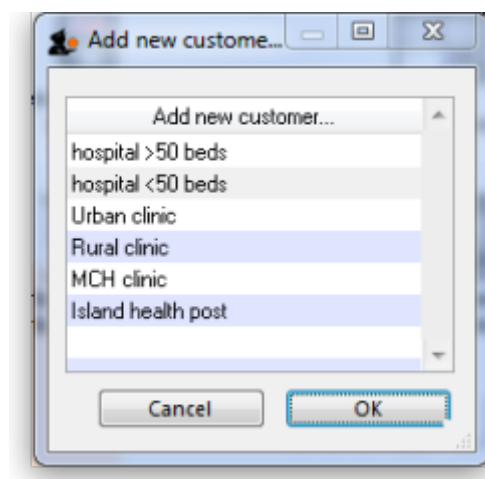 Add new custome...
Add new customer...
hospital >50 beds
hospital <50 beds
Urban clinic
Rural clinic
MCH clinic
Island health post
Cancel
OK